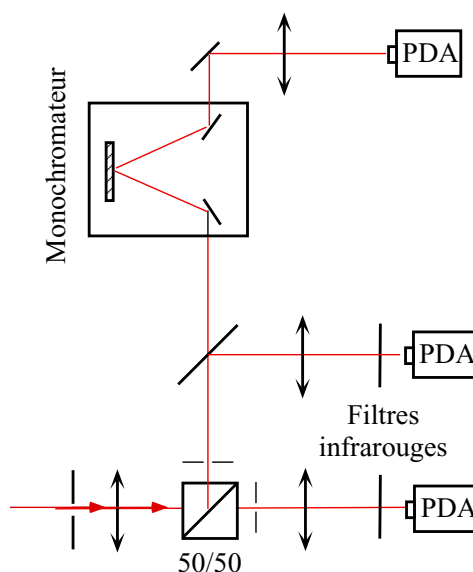 PDA
Monochromateur
PDA
Filtres
infrarouges
PDA
50/50